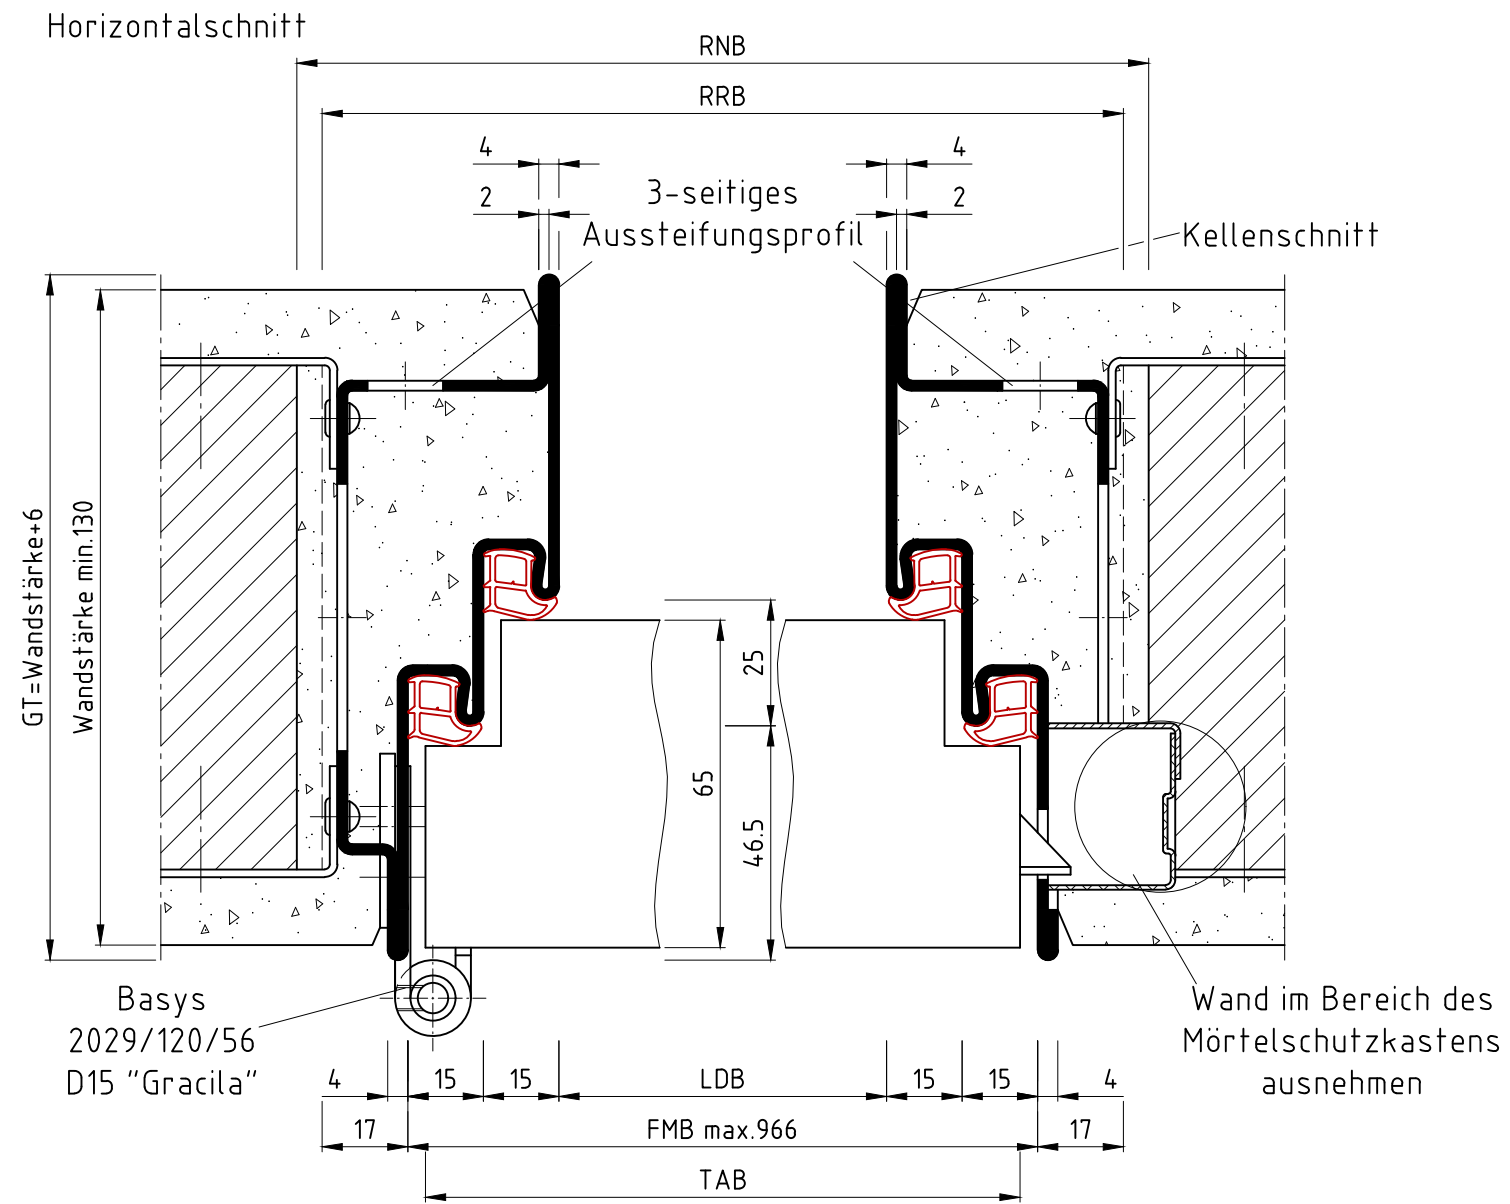 Horizontalschnitt
RNB
RRB
4
4
2
2
3-seitiges
Aussteifungsprofil
Kellenschnitt
GT=Wandstärke+6
Wandstärke min.130
25
65
46.5
Basys
2029/120/56
D15 "Gracila"
Wand im Bereich des
Mörtelschutzkastens
ausnehmen
4
15
15
LDB
15
15
4
17
FMB max.966
17
TAB